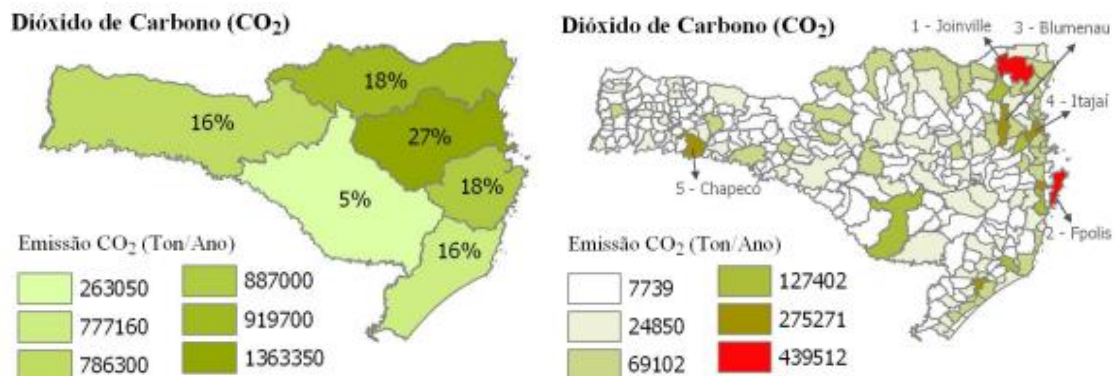 Dióxido de Carbono (CO₂)
18%
16%
27%
18%
5%
16%
Emissão CO₂ (Ton/Ano)
263050
777160
786300
887000
919700
1363350
Dióxido de Carbono (CO₂)
1 - Joinville
3 - Blumenau
4 - Itajaí
5 - Chapecó
2 - Fpolis
Emissão CO₂ (Ton/Ano)
7739
24850
69102
127402
275271
439512